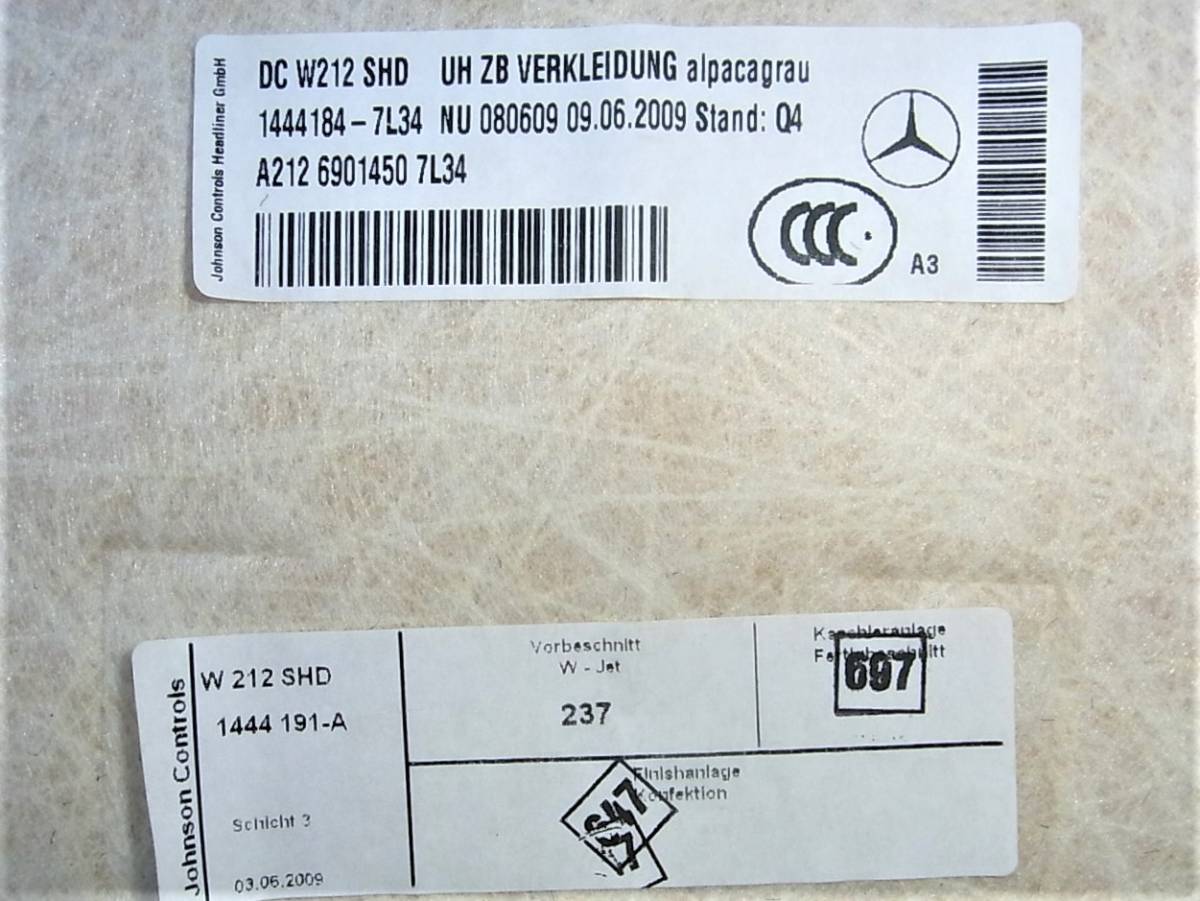 Johnson Controls Headliner GmbH
DC W212 SHD UH ZB VERKLEIDUNG alpacagrau
1444184-7L34 NU 080609 09.06.2009 Stand: Q4
A212 6901450 7L34
CCC
A3
Johnson Controls
W 212 SHD
1444 191-A
Schicht 3
03.06.2009
Vorbeschnitt
W - Jet
237
697
Finishanlage
Konfektion